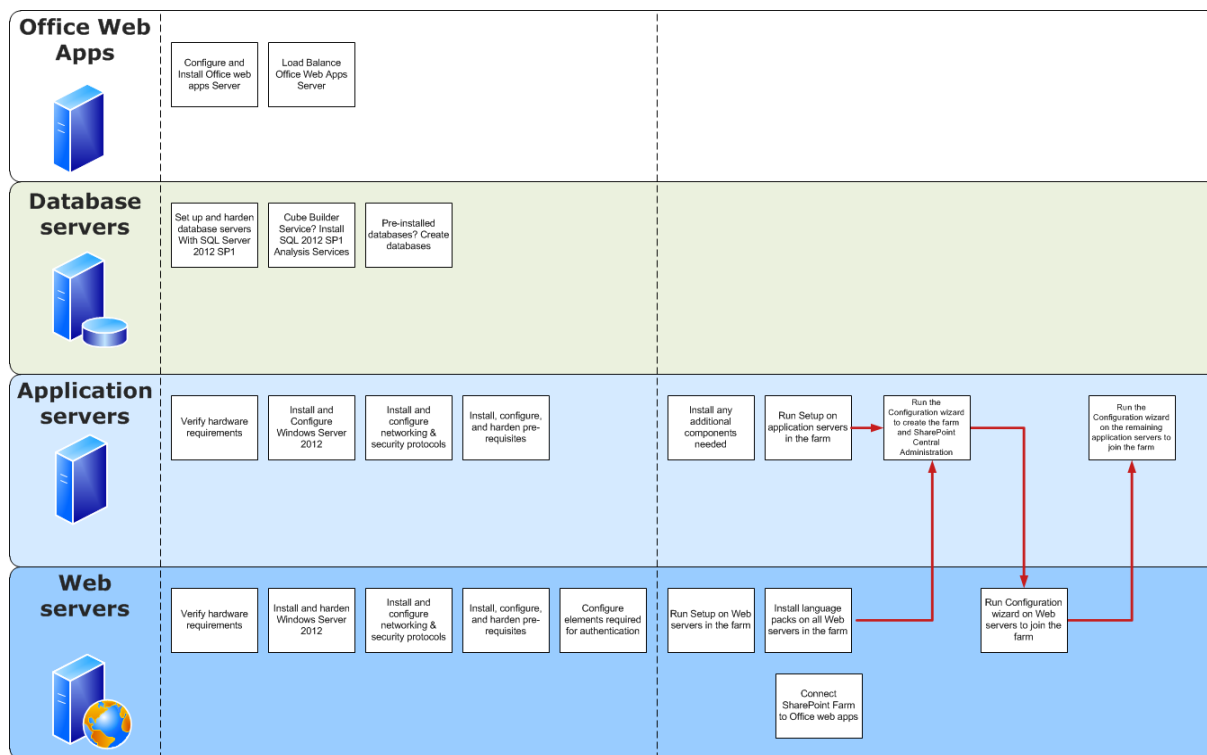 Office Web
Apps
Configure and
Install Office web
apps Server
Load Balance
Office Web Apps
Server
Database
servers
Set up and harden
database servers
With SQL Server
2012 SP1
Cube Builder
Service? Install
SQL 2012 SP1
Analysis Services
Pre-installed
databases? Create
databases
Application
servers
Verify hardware
requirements
Install and
Configure
Windows Server
2012
Install and
configure
networking &
security protocols
Install, configure,
and harden pre-
requisites
Install any
additional
components
needed
Run Setup on
application servers
in the farm
Run the
Configuration wizard
to create the farm
and SharePoint
Central
Administration
Run the
Configuration wizard
on the remaining
application servers to
join the farm
Web
servers
Verify hardware
requirements
Install and harden
Windows Server
2012
Install and
configure
networking &
security protocols
Install, configure,
and harden pre-
requisites
Configure
elements required
for authentication
Run Setup on Web
servers in the farm
Install language
packs on all Web
servers in the farm
Run Configuration
wizard on Web
servers to join the
farm
Connect
SharePoint Farm
to Office web apps